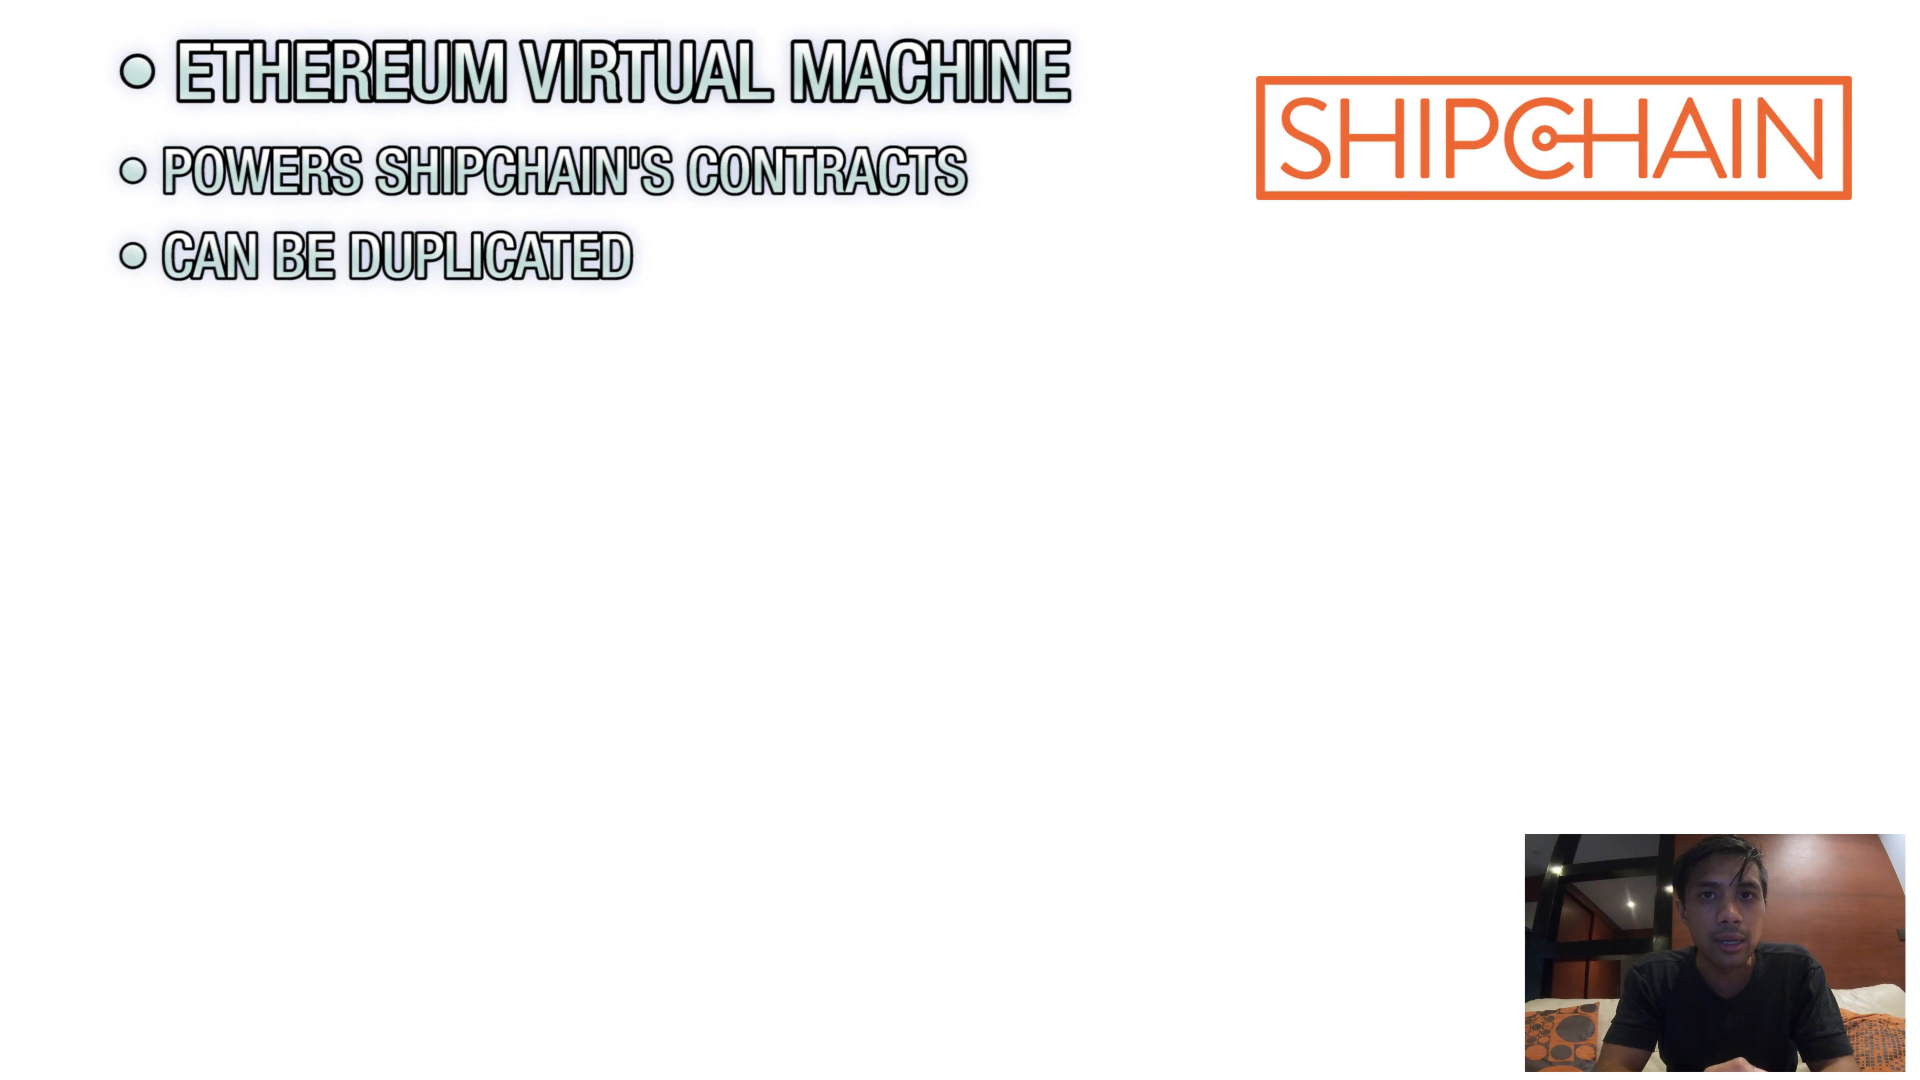 • ETHEREUM VIRTUAL MACHINE
• POWERS SHIPCHAIN'S CONTRACTS
• CAN BE DUPLICATED
SHIPCHAIN